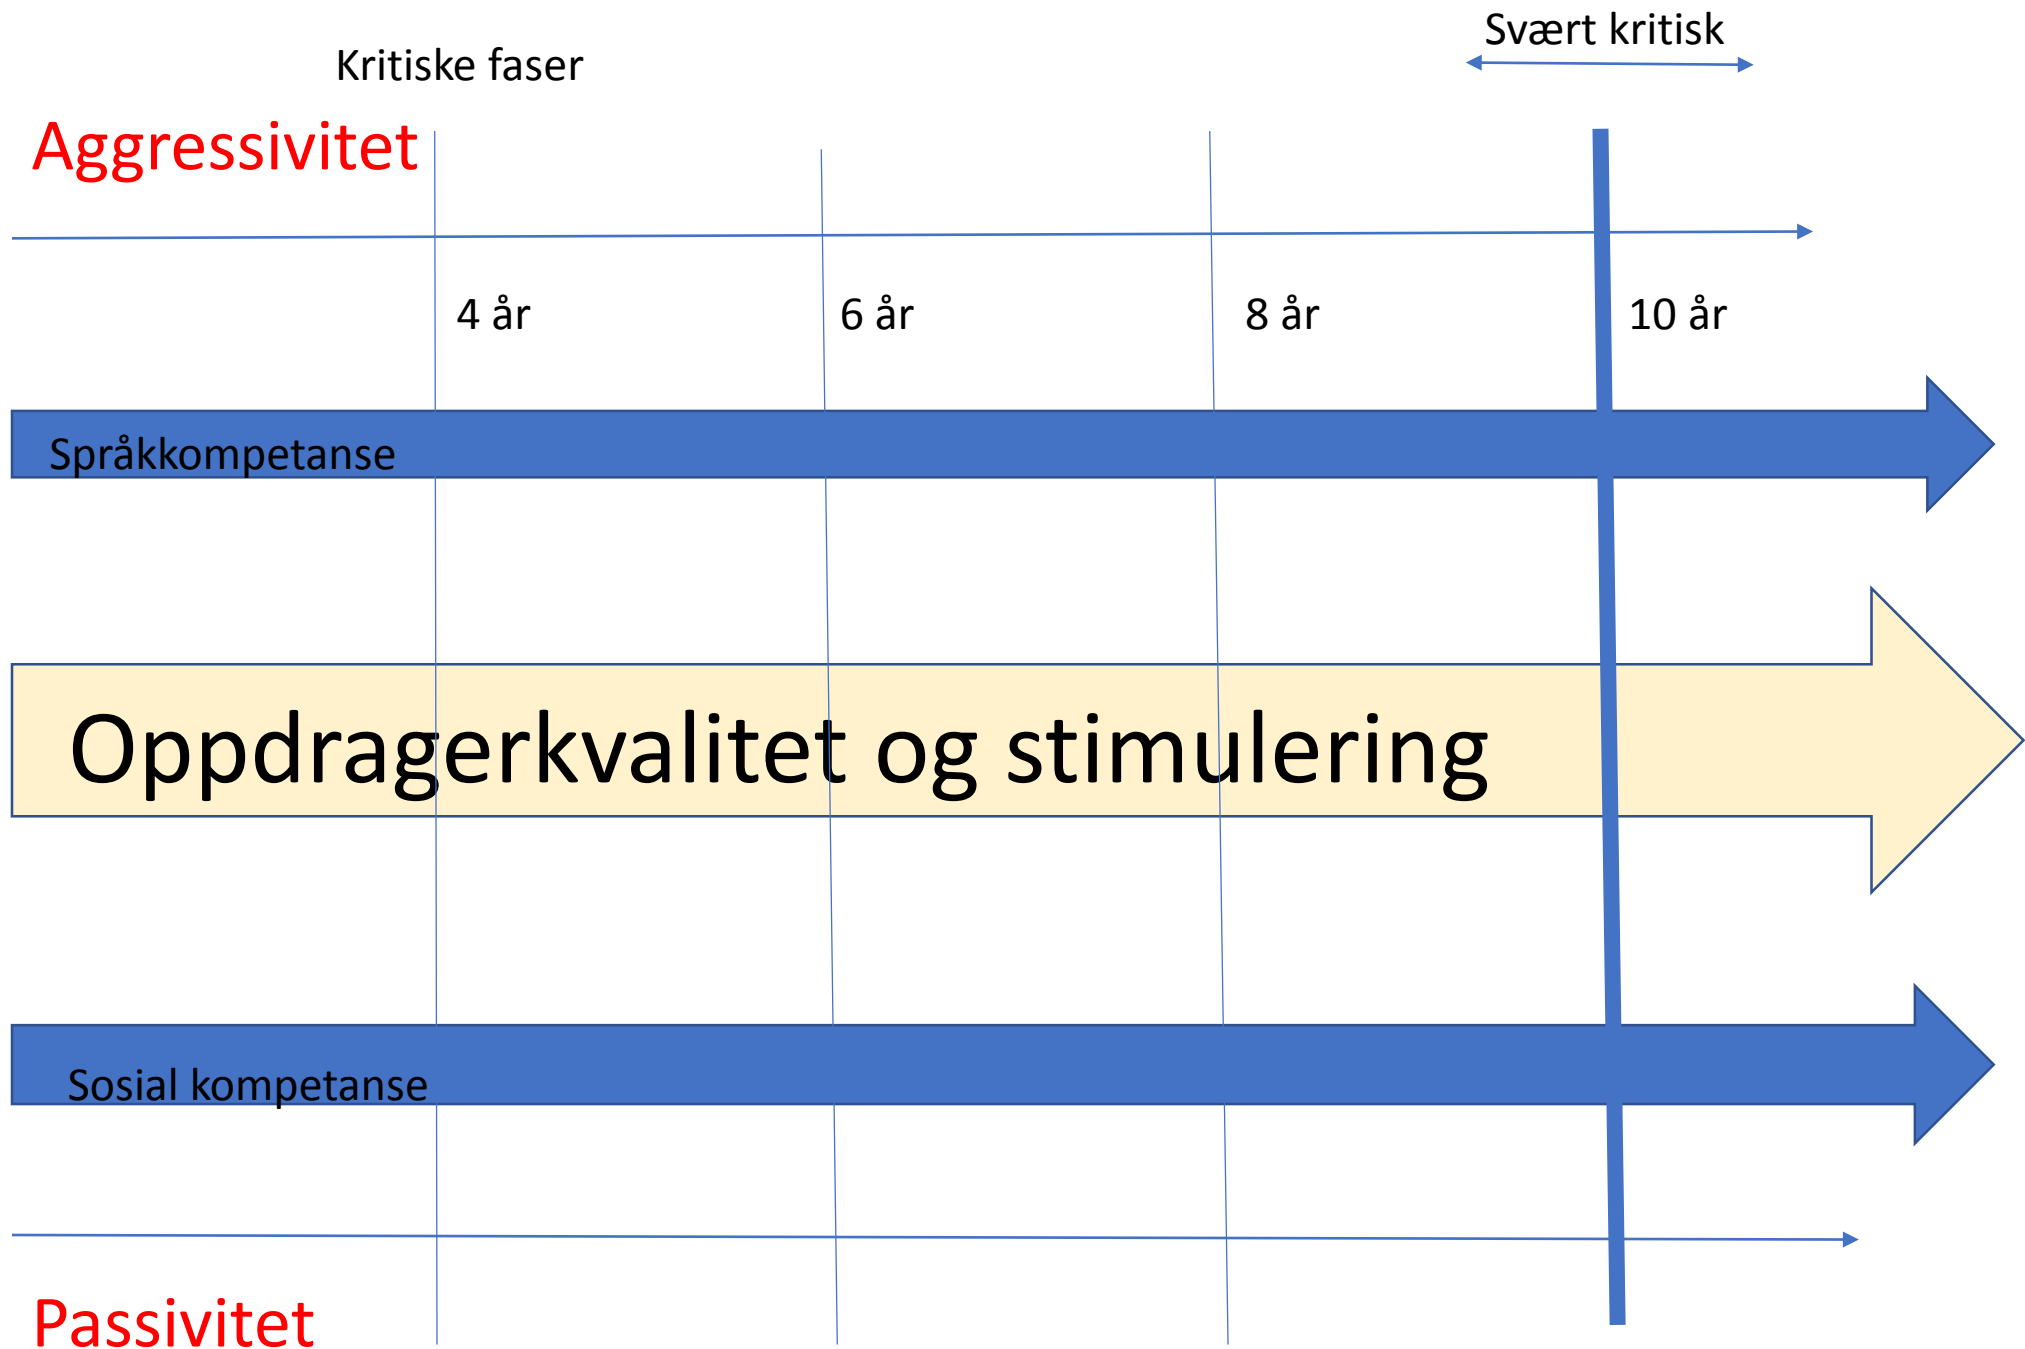 Svært kritisk
Kritiske faser
Aggressivitet
4 år
6 år
8 år
10 år
Språkkompetanse
Oppdragerkvalitet og stimulering
Sosial kompetanse
Passivitet